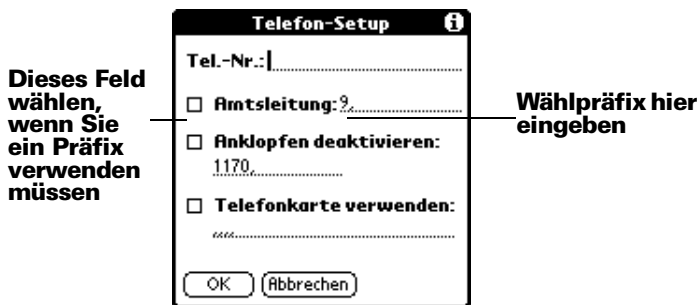 Telefon-Setup i
Tel.-Nr.:
Dieses Feld
wählen,
wenn Sie
ein Präfix
verwenden
müssen
Amtsleitung: 9,
Wählpräfix hier
eingeben
Anklopfen deaktivieren:
1170,
Telefonkarte verwenden:
,,,,
OK Abbrechen